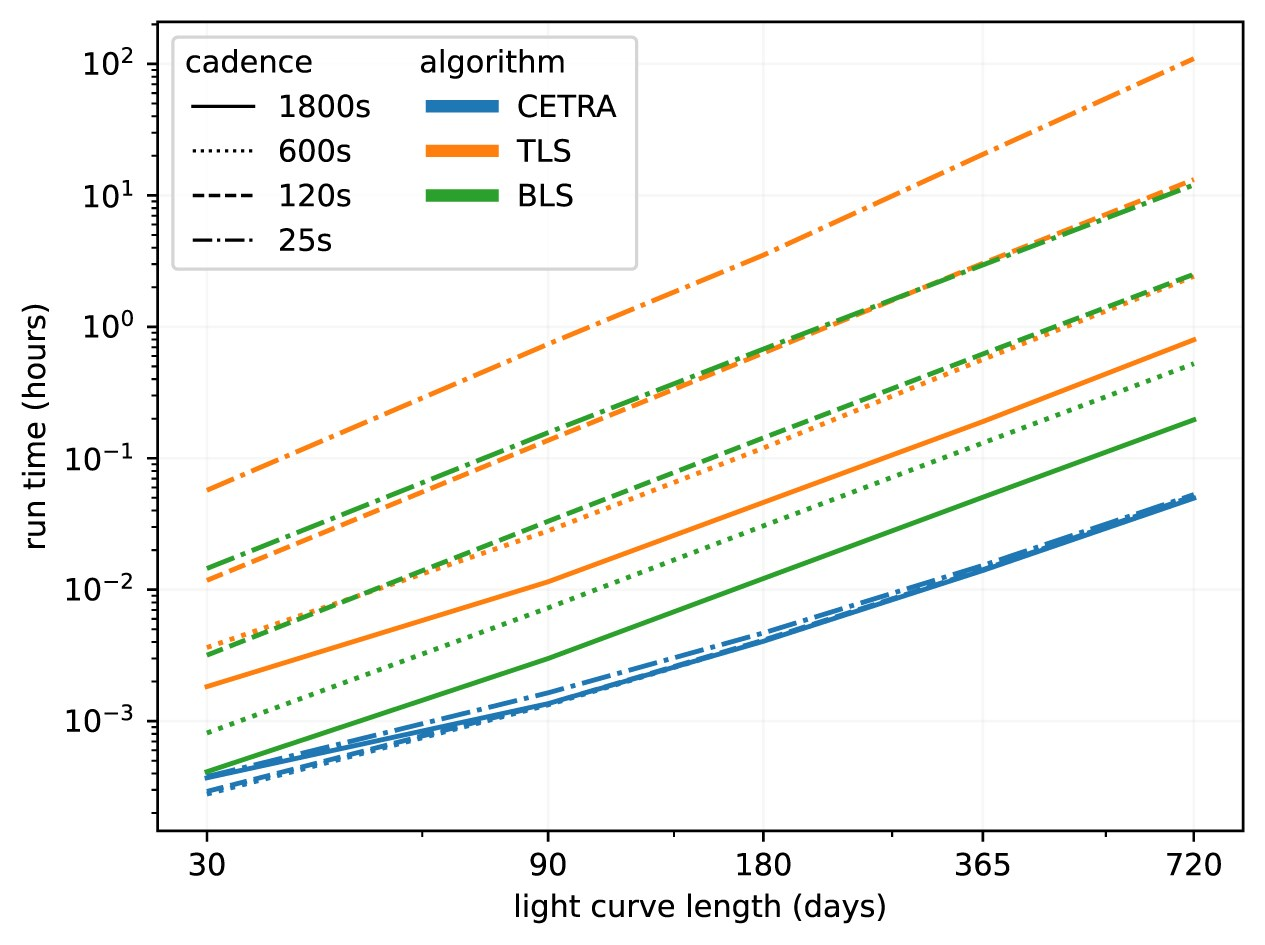 cadence algorithm
1800s CETRA
600s TLS
120s BLS
25s
run time (hours)
10²
10¹
10⁰
10⁻¹
10⁻²
10⁻³
30 90 180 365 720
light curve length (days)